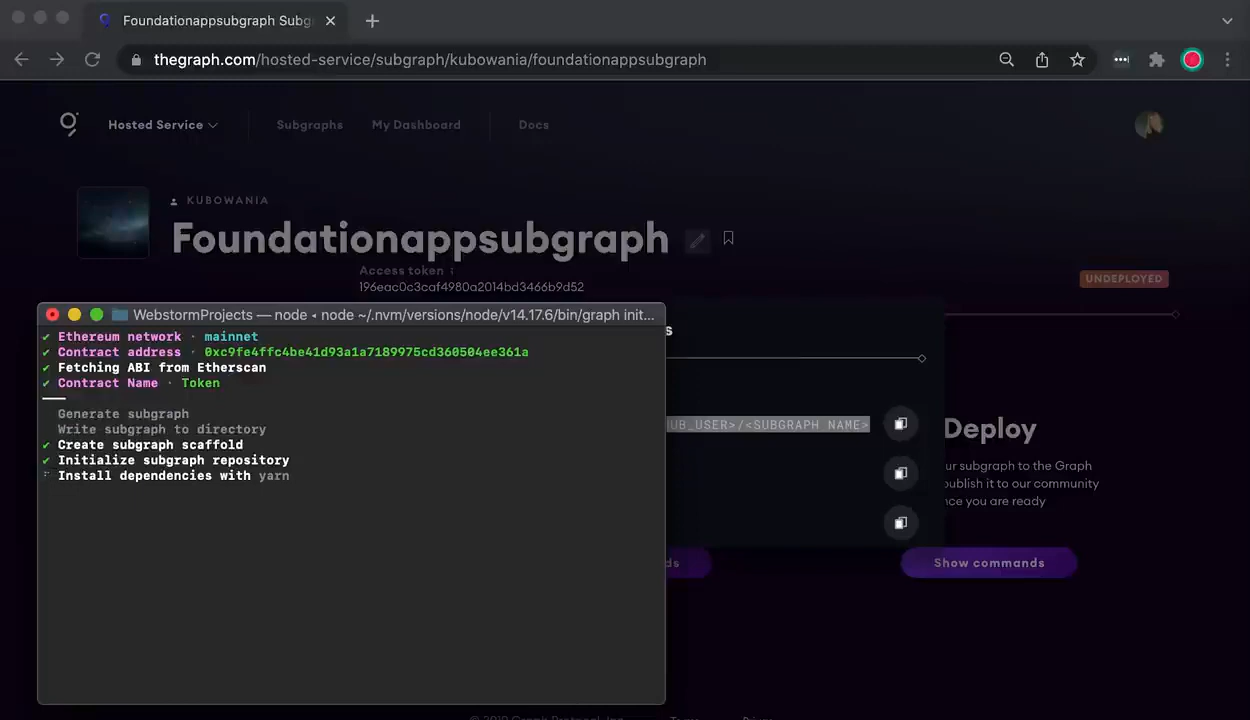 Foundationappsubgraph Subg
thegraph.com/hosted-service/subgraph/kubowania/foundationappsubgraph
Hosted Service
Subgraphs
My Dashboard
Docs
KUBOWANIA
Foundationappsubgraph
Access token :
196eac0c3caf4980a2014bd3466b9d52
UNDEPLOYED
WebstormProjects — node ◂ node ~/.nvm/versions/node/v14.17.6/bin/graph init...
✔ Ethereum network · mainnet
✔ Contract address · 0xc9fe4ffc4be41d93a1a7189975cd360504ee361a
✔ Fetching ABI from Etherscan
✔ Contract Name · Token
Generate subgraph
Write subgraph to directory
✔ Create subgraph scaffold
✔ Initialize subgraph repository
Install dependencies with yarn
s
UB_USER>/<SUBGRAPH NAME>
Deploy
ur subgraph to the Graph
publish it to our community
nce you are ready
ds
Show commands